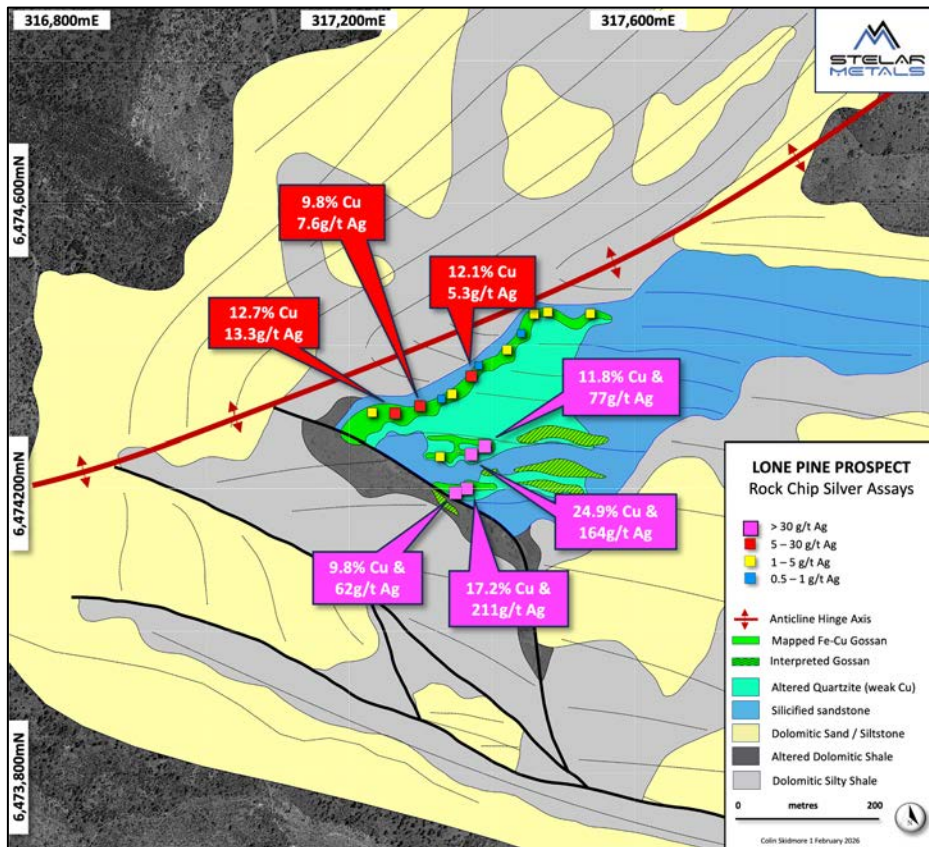 316,800mE
317,200mE
317,600mE
STELAR
METALS
6,474,600mN
6,474200mN
6,473,800mN
9.8% Cu
7.6g/t Ag
12.1% Cu
5.3g/t Ag
12.7% Cu
13.3g/t Ag
11.8% Cu &
77g/t Ag
24.9% Cu &
164g/t Ag
9.8% Cu &
62g/t Ag
17.2% Cu &
211g/t Ag
LONE PINE PROSPECT
Rock Chip Silver Assays
> 30 g/t Ag
5 – 30 g/t Ag
1 – 5 g/t Ag
0.5 – 1 g/t Ag
Anticline Hinge Axis
Mapped Fe-Cu Gossan
Interpreted Gossan
Altered Quartzite (weak Cu)
Silicified sandstone
Dolomitic Sand / Siltstone
Altered Dolomitic Shale
Dolomitic Silty Shale
0 metres 200
N
Colin Skidmore 1 February 2026